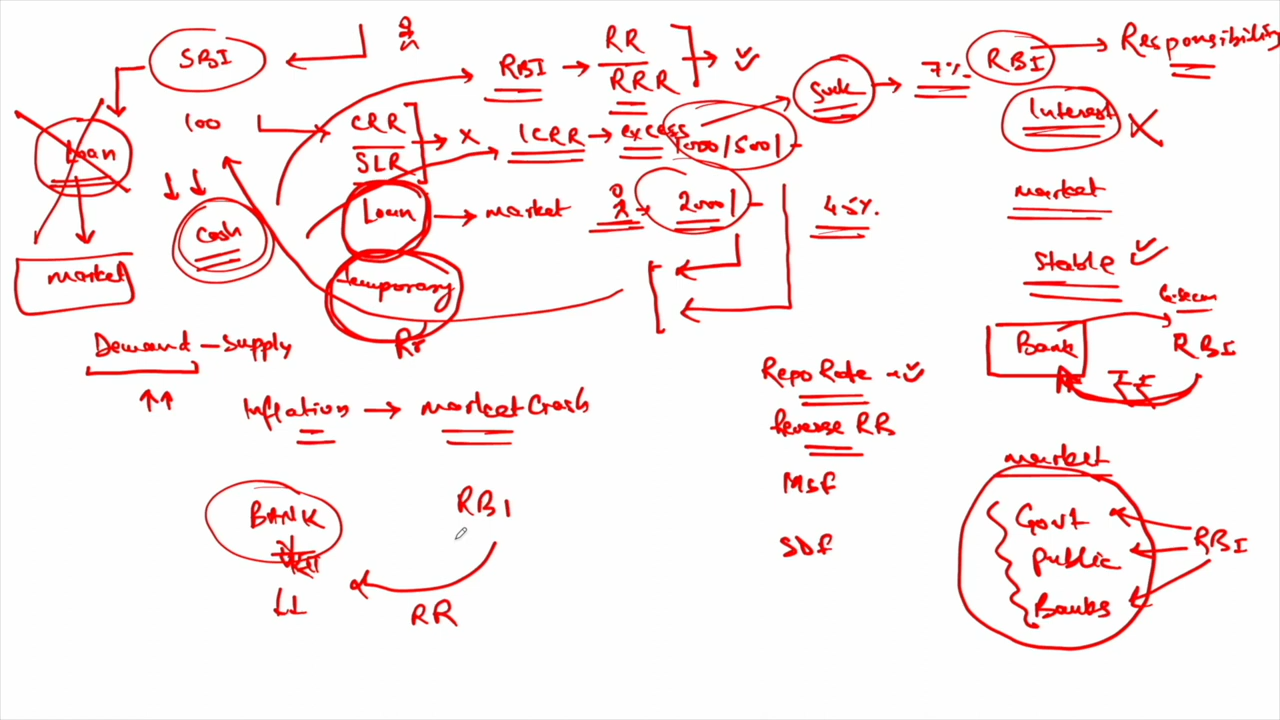 SBI
100
Loan
market
Cash
CRR
SLR
Loan → market
Temporary
RBI → RR
RRR
ICRR → excess
1000/500/-
2000/-
Suck → 7%
4.5%
RBI → Responsibility
Interest
market
Stable
Bank
RBI
₹₹
Demand - Supply
Inflation → market Crash
Repo Rate
Reverse RR
MSF
SDF
BANK
RBI
RR
market
Govt
Public
Banks
RBI